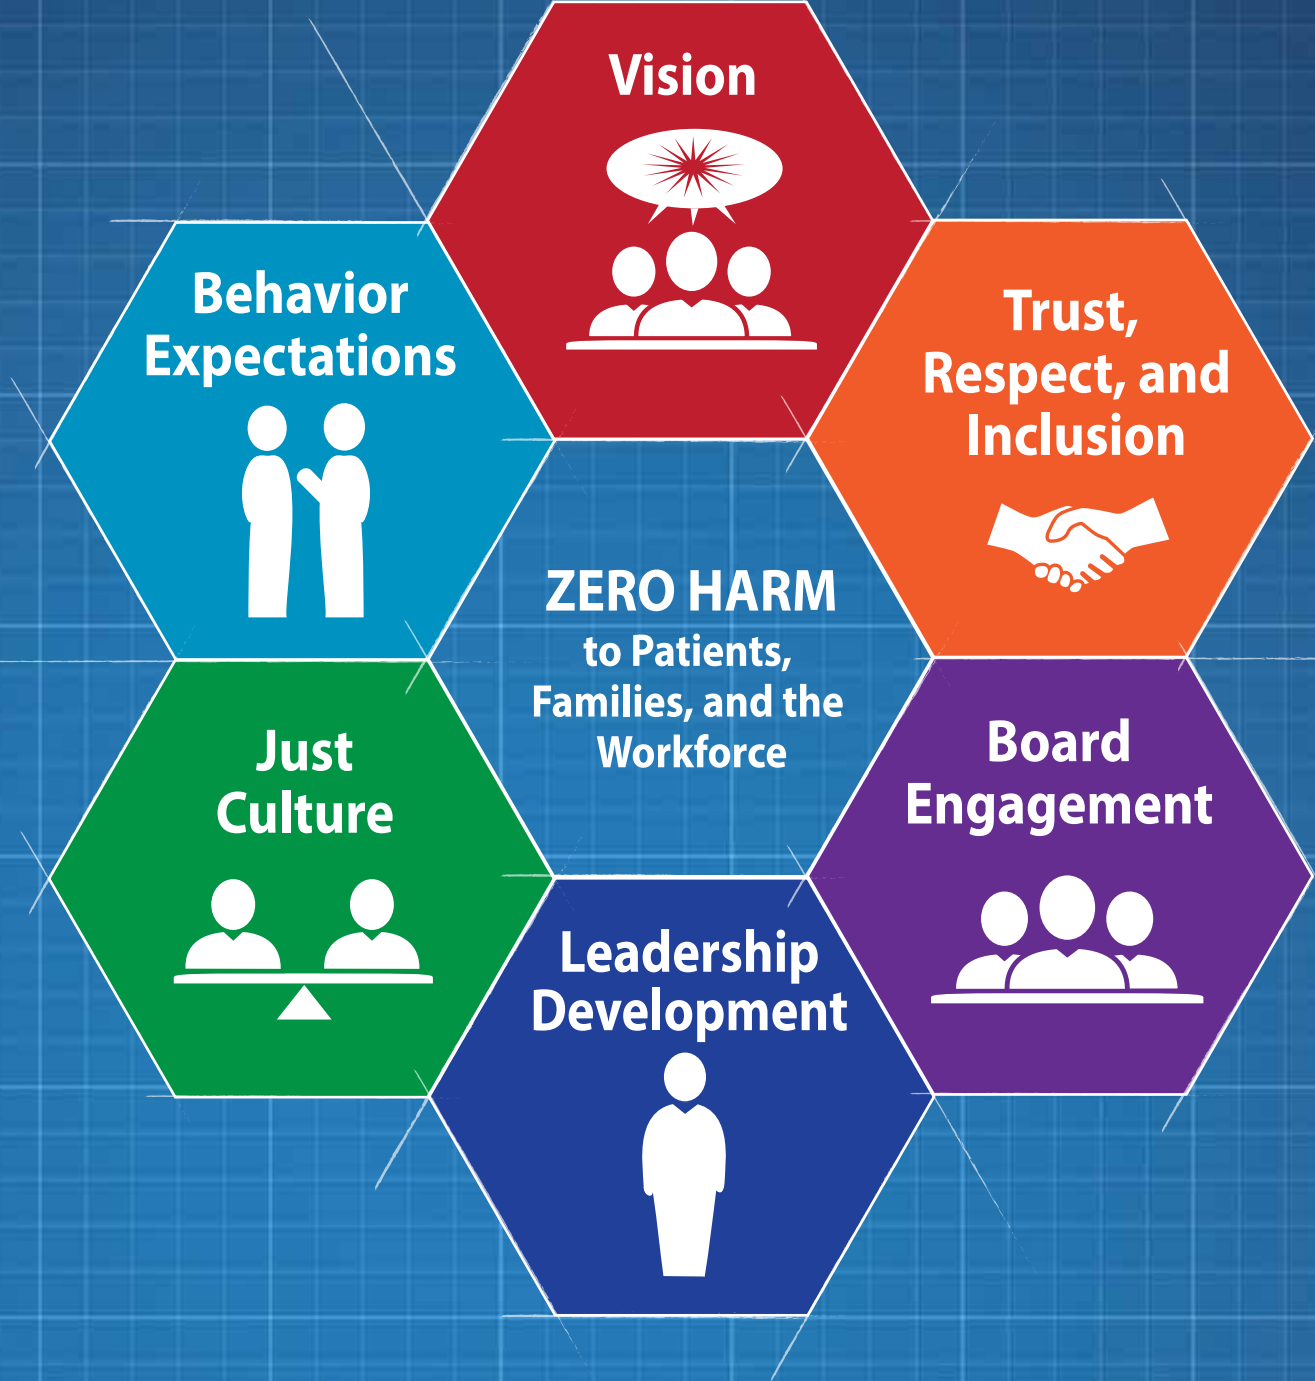 Vision
Trust,
Respect, and
Inclusion
Board
Engagement
Leadership
Development
Just
Culture
Behavior
Expectations
ZERO HARM
to Patients,
Families, and the
Workforce